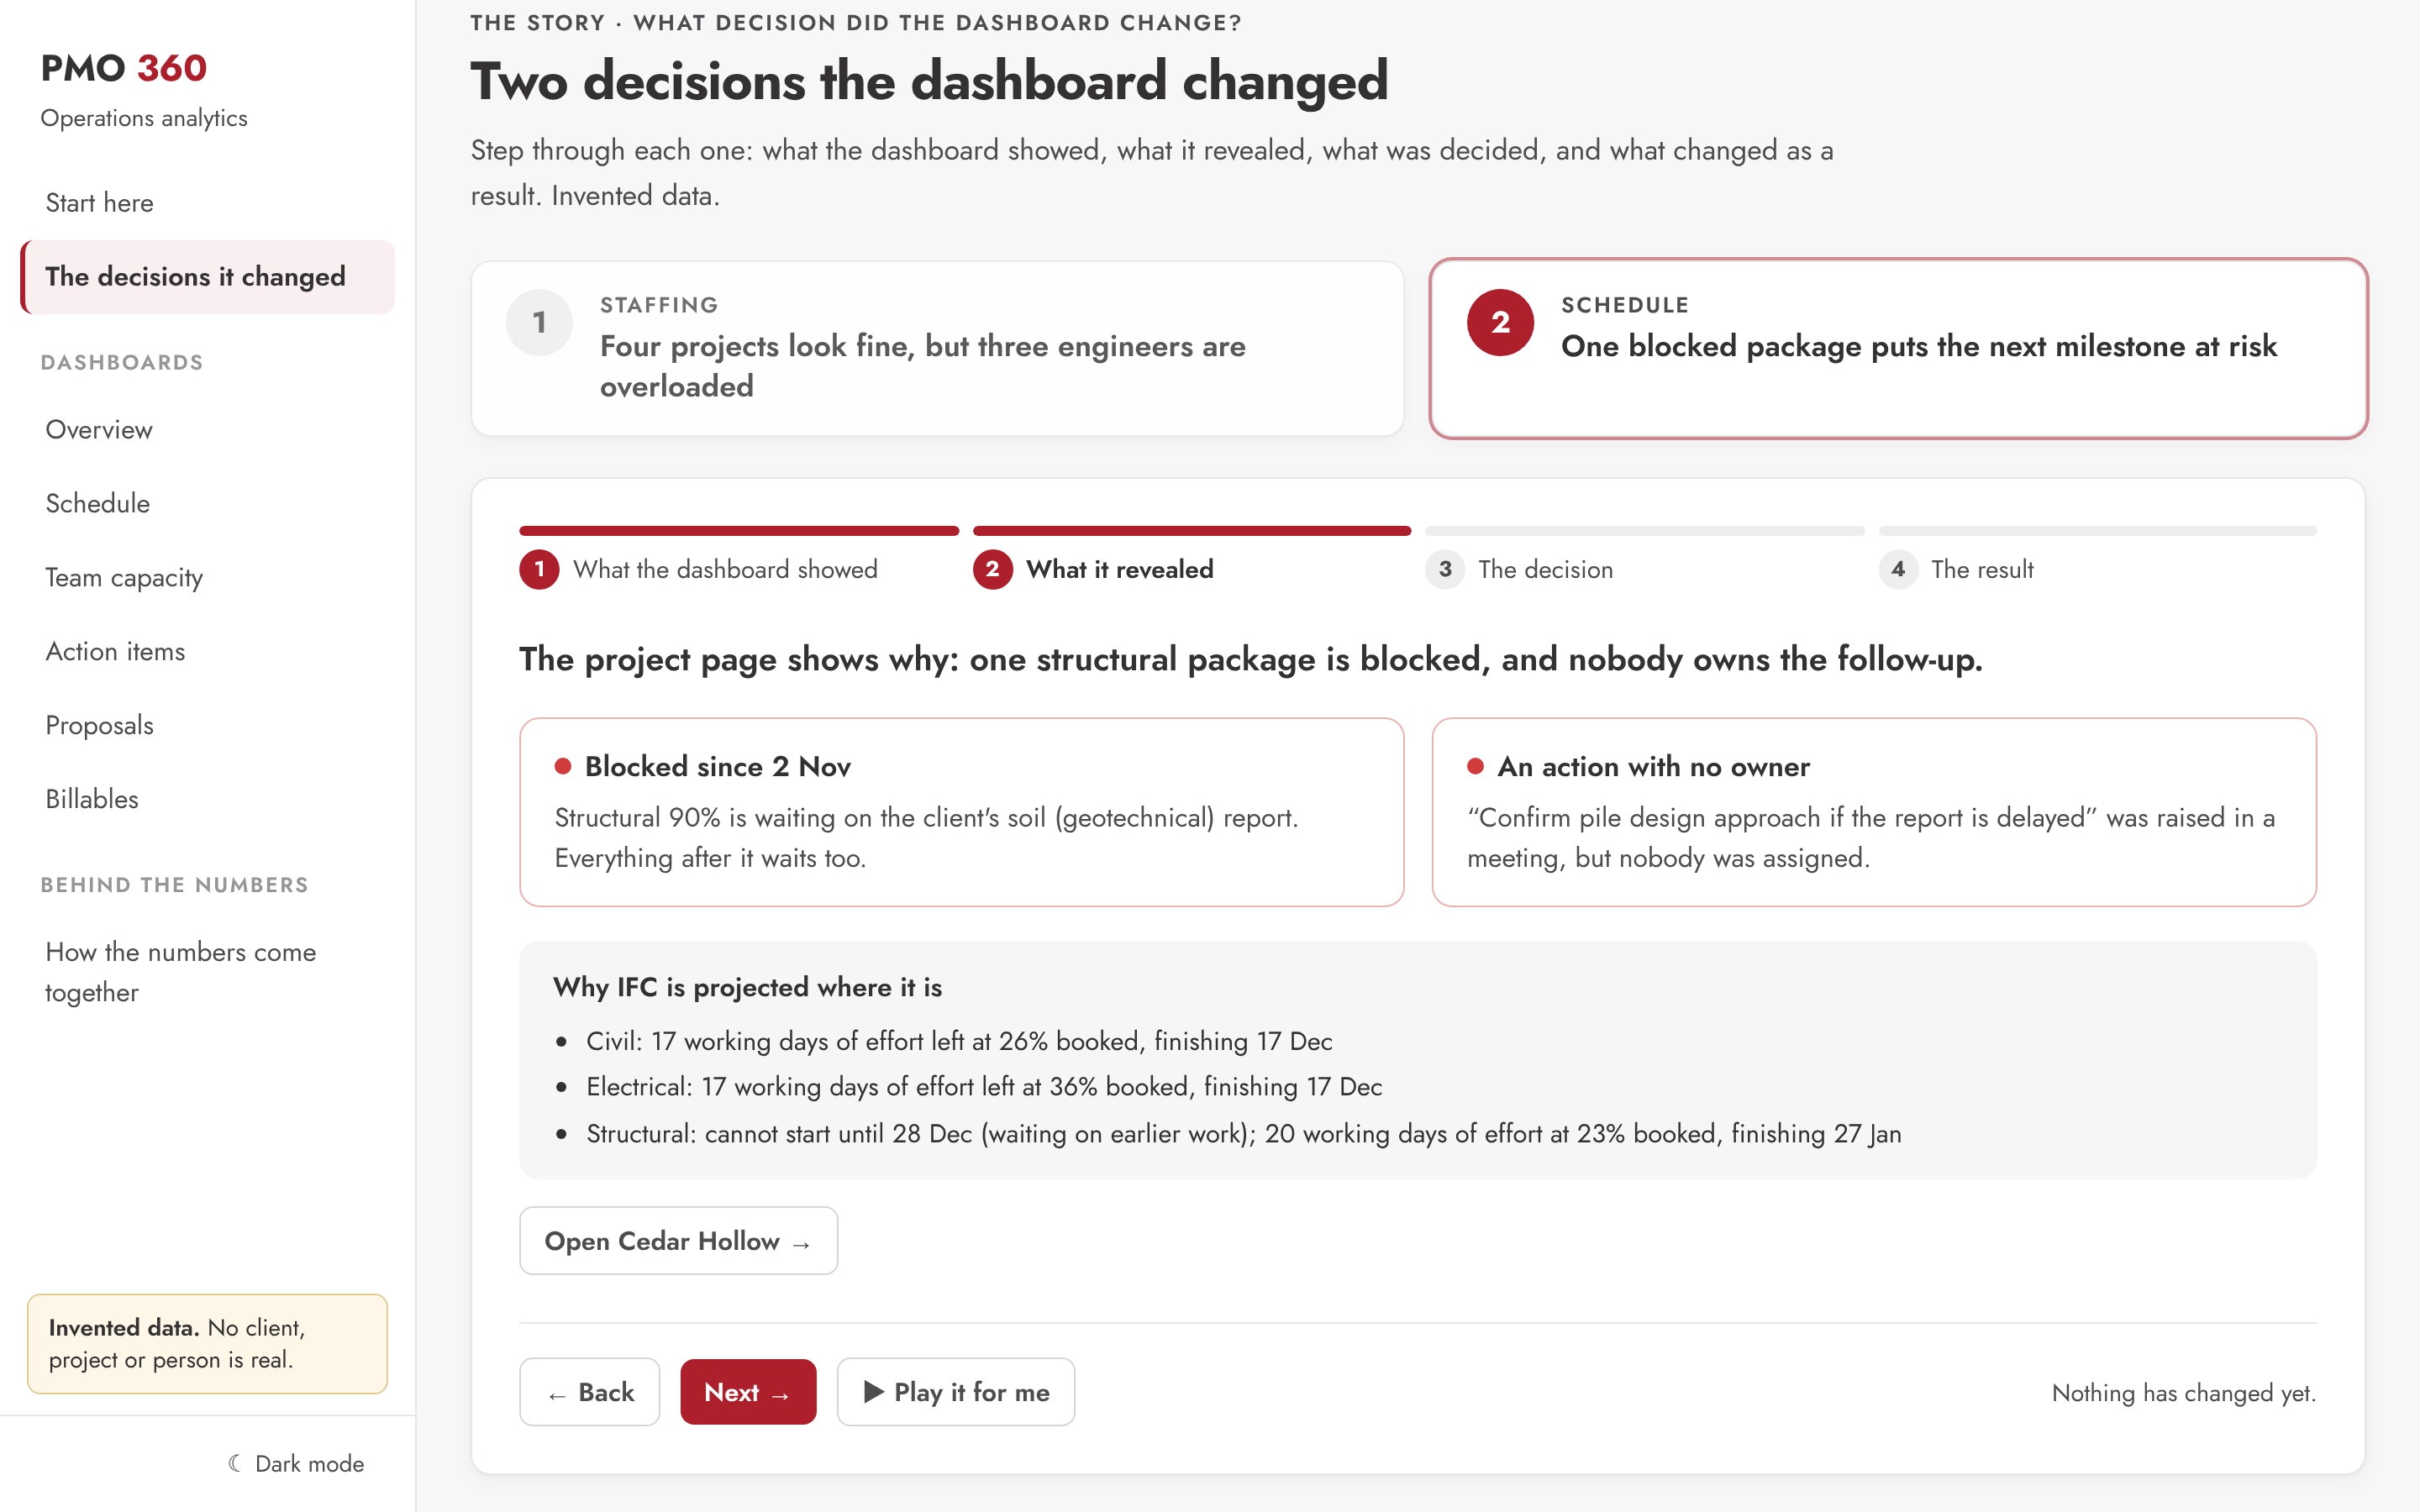 PMO 360
Operations analytics
Start here
The decisions it changed
DASHBOARDS
Overview
Schedule
Team capacity
Action items
Proposals
Billables
BEHIND THE NUMBERS
How the numbers come
together
Invented data. No client,
project or person is real.
☾ Dark mode
THE STORY · WHAT DECISION DID THE DASHBOARD CHANGE?
Two decisions the dashboard changed
Step through each one: what the dashboard showed, what it revealed, what was decided, and what changed as a
result. Invented data.
1
STAFFING
Four projects look fine, but three engineers are
overloaded
2
SCHEDULE
One blocked package puts the next milestone at risk
1 What the dashboard showed
2 What it revealed
3 The decision
4 The result
The project page shows why: one structural package is blocked, and nobody owns the follow-up.
Blocked since 2 Nov
Structural 90% is waiting on the client's soil (geotechnical) report.
Everything after it waits too.
An action with no owner
“Confirm pile design approach if the report is delayed” was raised in a
meeting, but nobody was assigned.
Why IFC is projected where it is
• Civil: 17 working days of effort left at 26% booked, finishing 17 Dec
• Electrical: 17 working days of effort left at 36% booked, finishing 17 Dec
• Structural: cannot start until 28 Dec (waiting on earlier work); 20 working days of effort at 23% booked, finishing 27 Jan
Open Cedar Hollow →
← Back
Next →
▶ Play it for me
Nothing has changed yet.